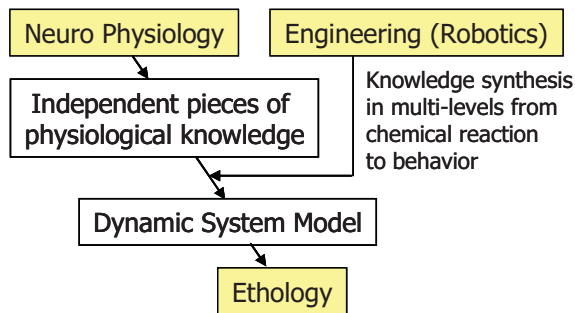 Neuro Physiology
Engineering (Robotics)
Independent pieces of
physiological knowledge
Knowledge synthesis
in multi-levels from
chemical reaction
to behavior
Dynamic System Model
Ethology